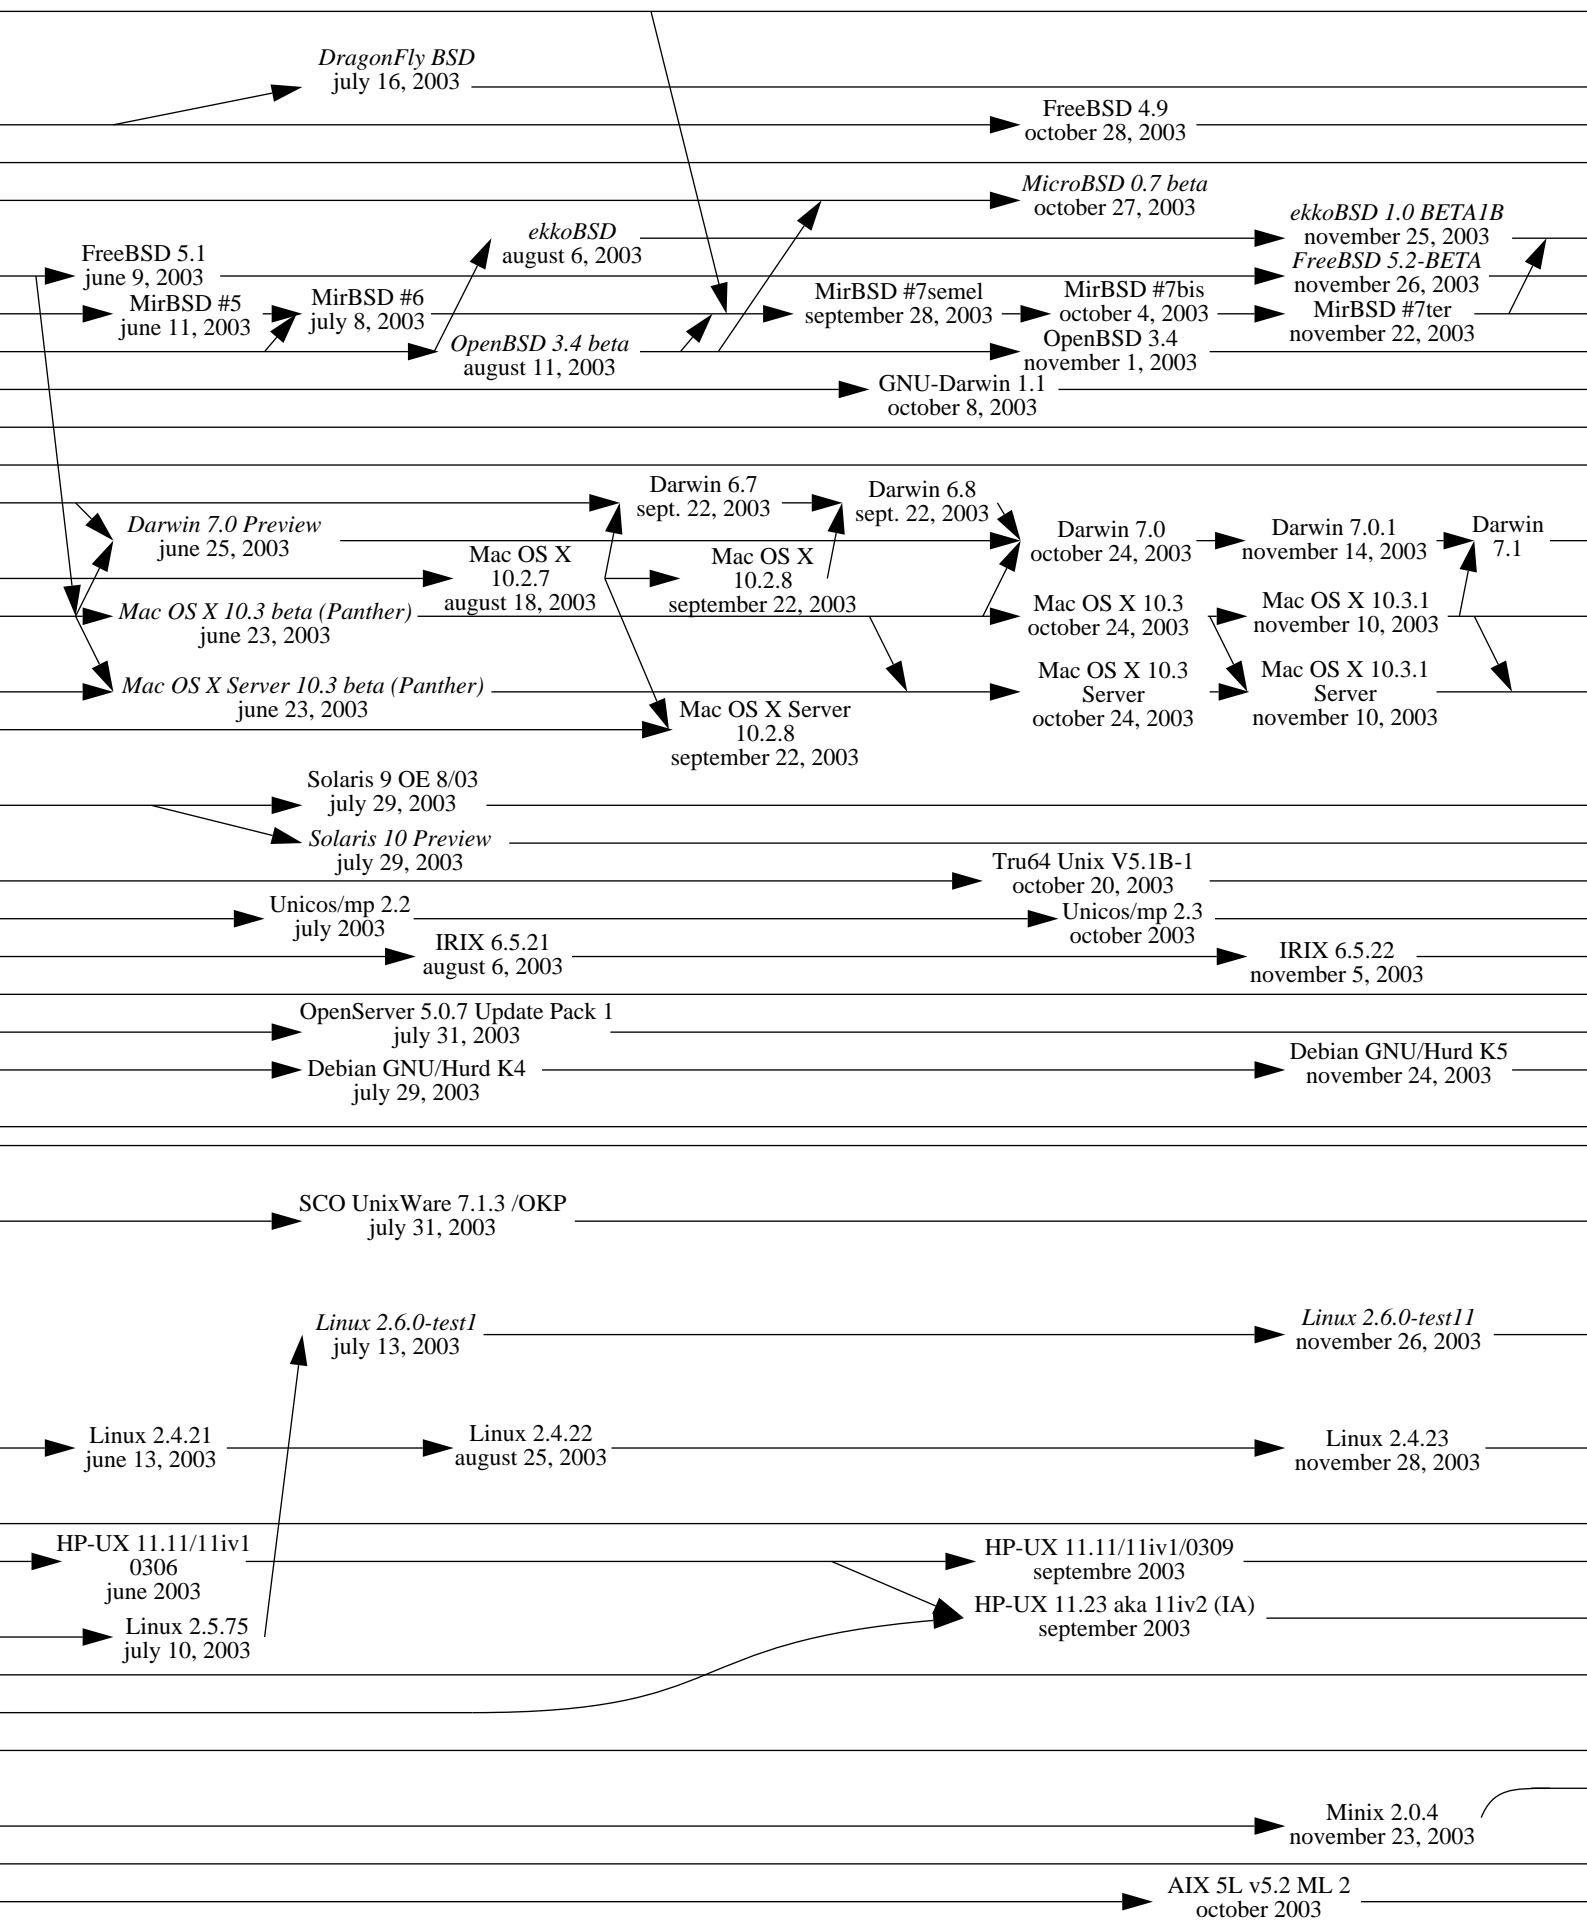 DragonFly BSD
july 16, 2003
FreeBSD 4.9
october 28, 2003
MicroBSD 0.7 beta
october 27, 2003
ekkoBSD 1.0 BETA1B
november 25, 2003
ekkoBSD
august 6, 2003
FreeBSD 5.1
june 9, 2003
FreeBSD 5.2-BETA
november 26, 2003
MirBSD #5
june 11, 2003
MirBSD #6
july 8, 2003
MirBSD #7semel
september 28, 2003
MirBSD #7bis
october 4, 2003
MirBSD #7ter
november 22, 2003
OpenBSD 3.4 beta
august 11, 2003
OpenBSD 3.4
november 1, 2003
GNU-Darwin 1.1
october 8, 2003
Darwin 6.7
sept. 22, 2003
Darwin 6.8
sept. 22, 2003
Darwin 7.0 Preview
june 25, 2003
Darwin 7.0
october 24, 2003
Darwin 7.0.1
november 14, 2003
Darwin
7.1
Mac OS X
10.2.7
august 18, 2003
Mac OS X
10.2.8
september 22, 2003
Mac OS X 10.3 beta (Panther)
june 23, 2003
Mac OS X 10.3
october 24, 2003
Mac OS X 10.3.1
november 10, 2003
Mac OS X Server 10.3 beta (Panther)
june 23, 2003
Mac OS X 10.3
Server
october 24, 2003
Mac OS X 10.3.1
Server
november 10, 2003
Mac OS X Server
10.2.8
september 22, 2003
Solaris 9 OE 8/03
july 29, 2003
Solaris 10 Preview
july 29, 2003
Tru64 Unix V5.1B-1
october 20, 2003
Unicos/mp 2.2
july 2003
Unicos/mp 2.3
october 2003
IRIX 6.5.21
august 6, 2003
IRIX 6.5.22
november 5, 2003
OpenServer 5.0.7 Update Pack 1
july 31, 2003
Debian GNU/Hurd K4
july 29, 2003
Debian GNU/Hurd K5
november 24, 2003
SCO UnixWare 7.1.3 /OKP
july 31, 2003
Linux 2.6.0-test1
july 13, 2003
Linux 2.6.0-test11
november 26, 2003
Linux 2.4.21
june 13, 2003
Linux 2.4.22
august 25, 2003
Linux 2.4.23
november 28, 2003
HP-UX 11.11/11iv1
0306
june 2003
HP-UX 11.11/11iv1/0309
septembre 2003
HP-UX 11.23 aka 11iv2 (IA)
september 2003
Linux 2.5.75
july 10, 2003
Minix 2.0.4
november 23, 2003
AIX 5L v5.2 ML 2
october 2003